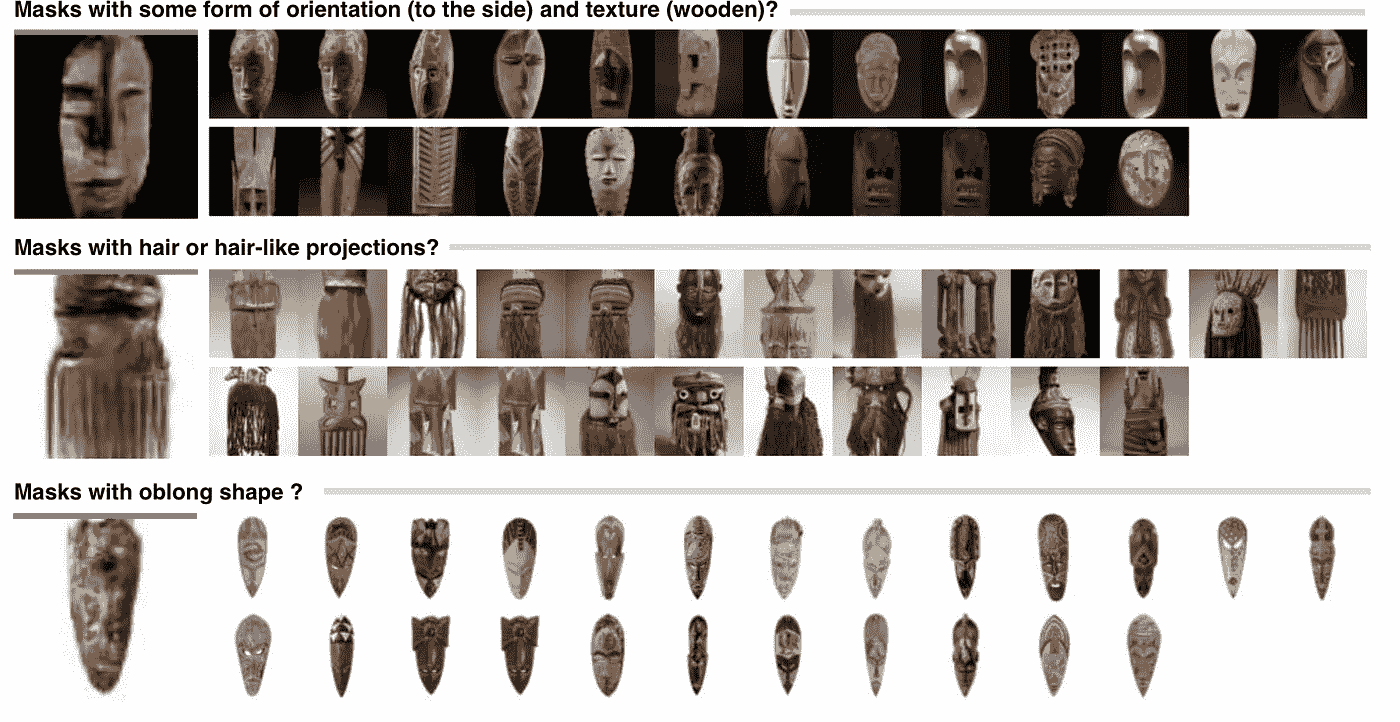 Masks with some form of orientation (to the side) and texture (wooden)?
Masks with hair or hair-like projections?
Masks with oblong shape ?